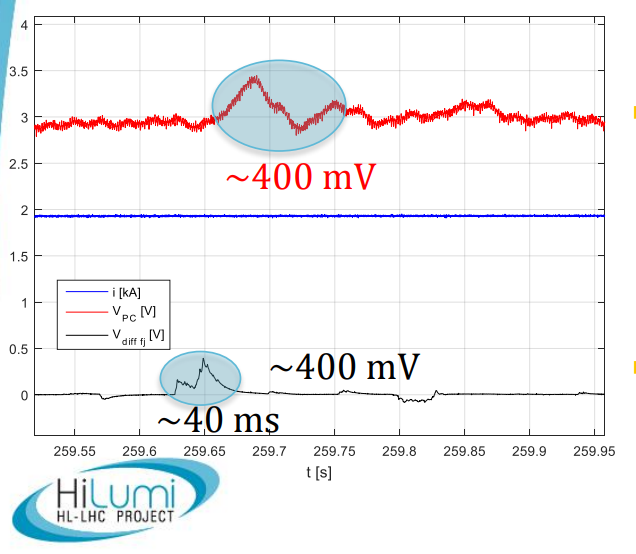 4
3.5
3
2.5
2
1.5
1
0.5
0
~400 mV
i [kA]
V PC [V]
V diff fj [V]
~400 mV
~40 ms
259.55 259.6 259.65 259.7 259.75 259.8 259.85 259.9 259.95
t [s]
HiLumi
HL-LHC PROJECT